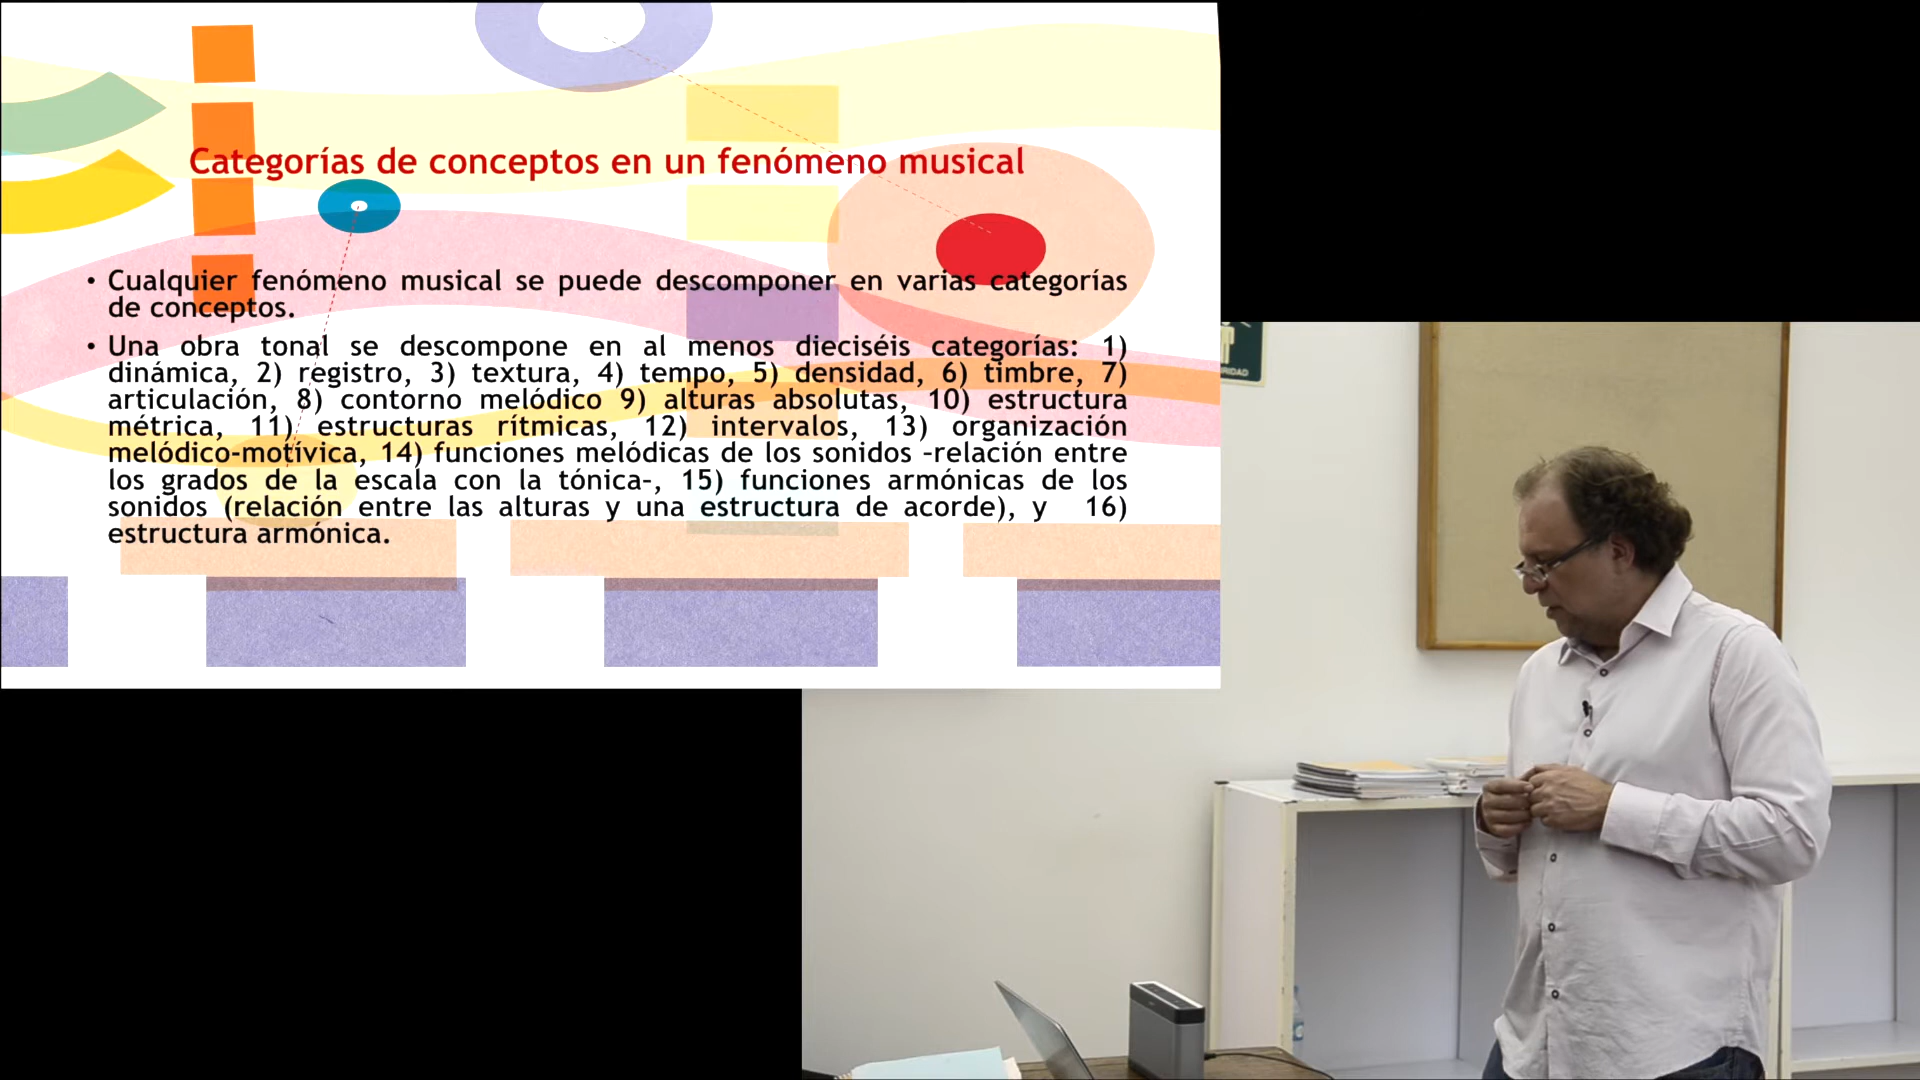 Categorías de conceptos en un fenómeno musical
• Cualquier fenómeno musical se puede descomponer en varias categorías
de conceptos.
• Una obra tonal se descompone en al menos dieciséis categorías: 1)
dinámica, 2) registro, 3) textura, 4) tempo, 5) densidad, 6) timbre, 7)
articulación, 8) contorno melódico 9) alturas absolutas, 10) estructura
métrica, 11) estructuras rítmicas, 12) intervalos, 13) organización
melódico-motívica, 14) funciones melódicas de los sonidos -relación entre
los grados de la escala con la tónica-, 15) funciones armónicas de los
sonidos (relación entre las alturas y una estructura de acorde), y 16)
estructura armónica.